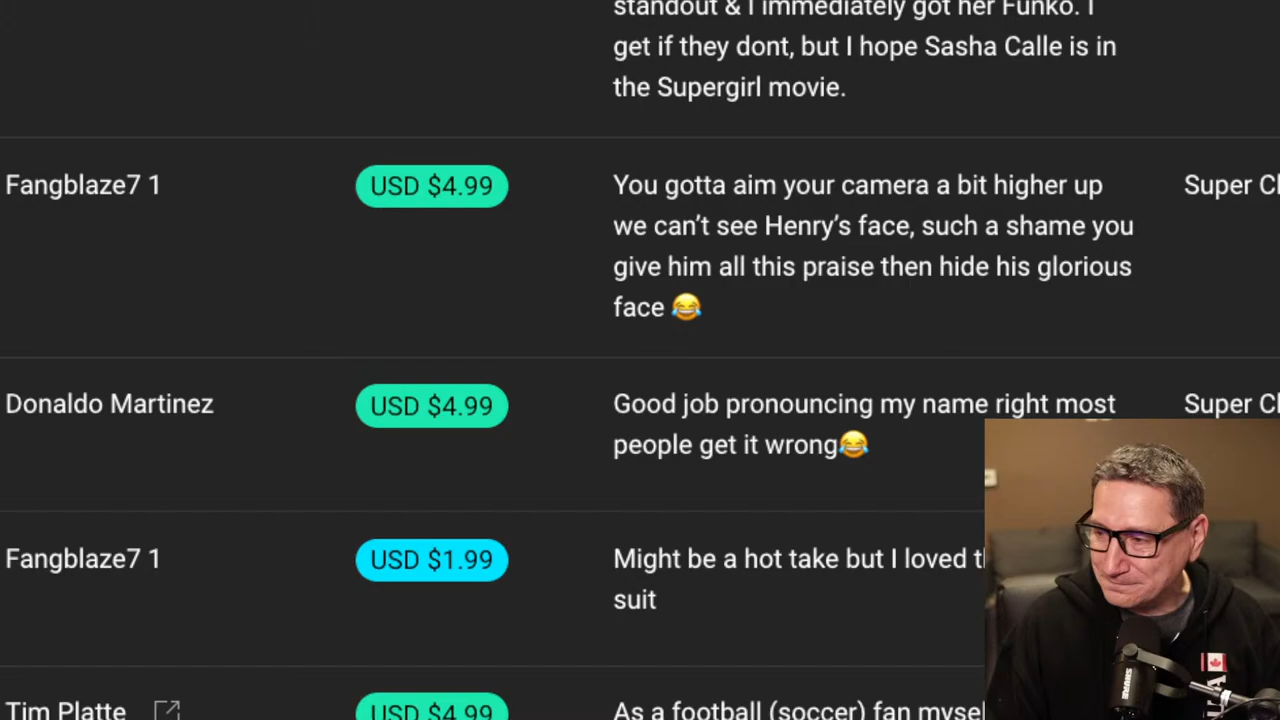 standout & I immediately got her Funko. I
get if they dont, but I hope Sasha Calle is in
the Supergirl movie.
Fangblaze7 1
USD $4.99
You gotta aim your camera a bit higher up
we can’t see Henry’s face, such a shame you
give him all this praise then hide his glorious
face 😂
Super
Donaldo Martinez
USD $4.99
Good job pronouncing my name right most
people get it wrong😂
Super
Fangblaze7 1
USD $1.99
Might be a hot take but I loved
suit
Tim Platte
USD $4.99
As a football (soccer) fan
SHURE